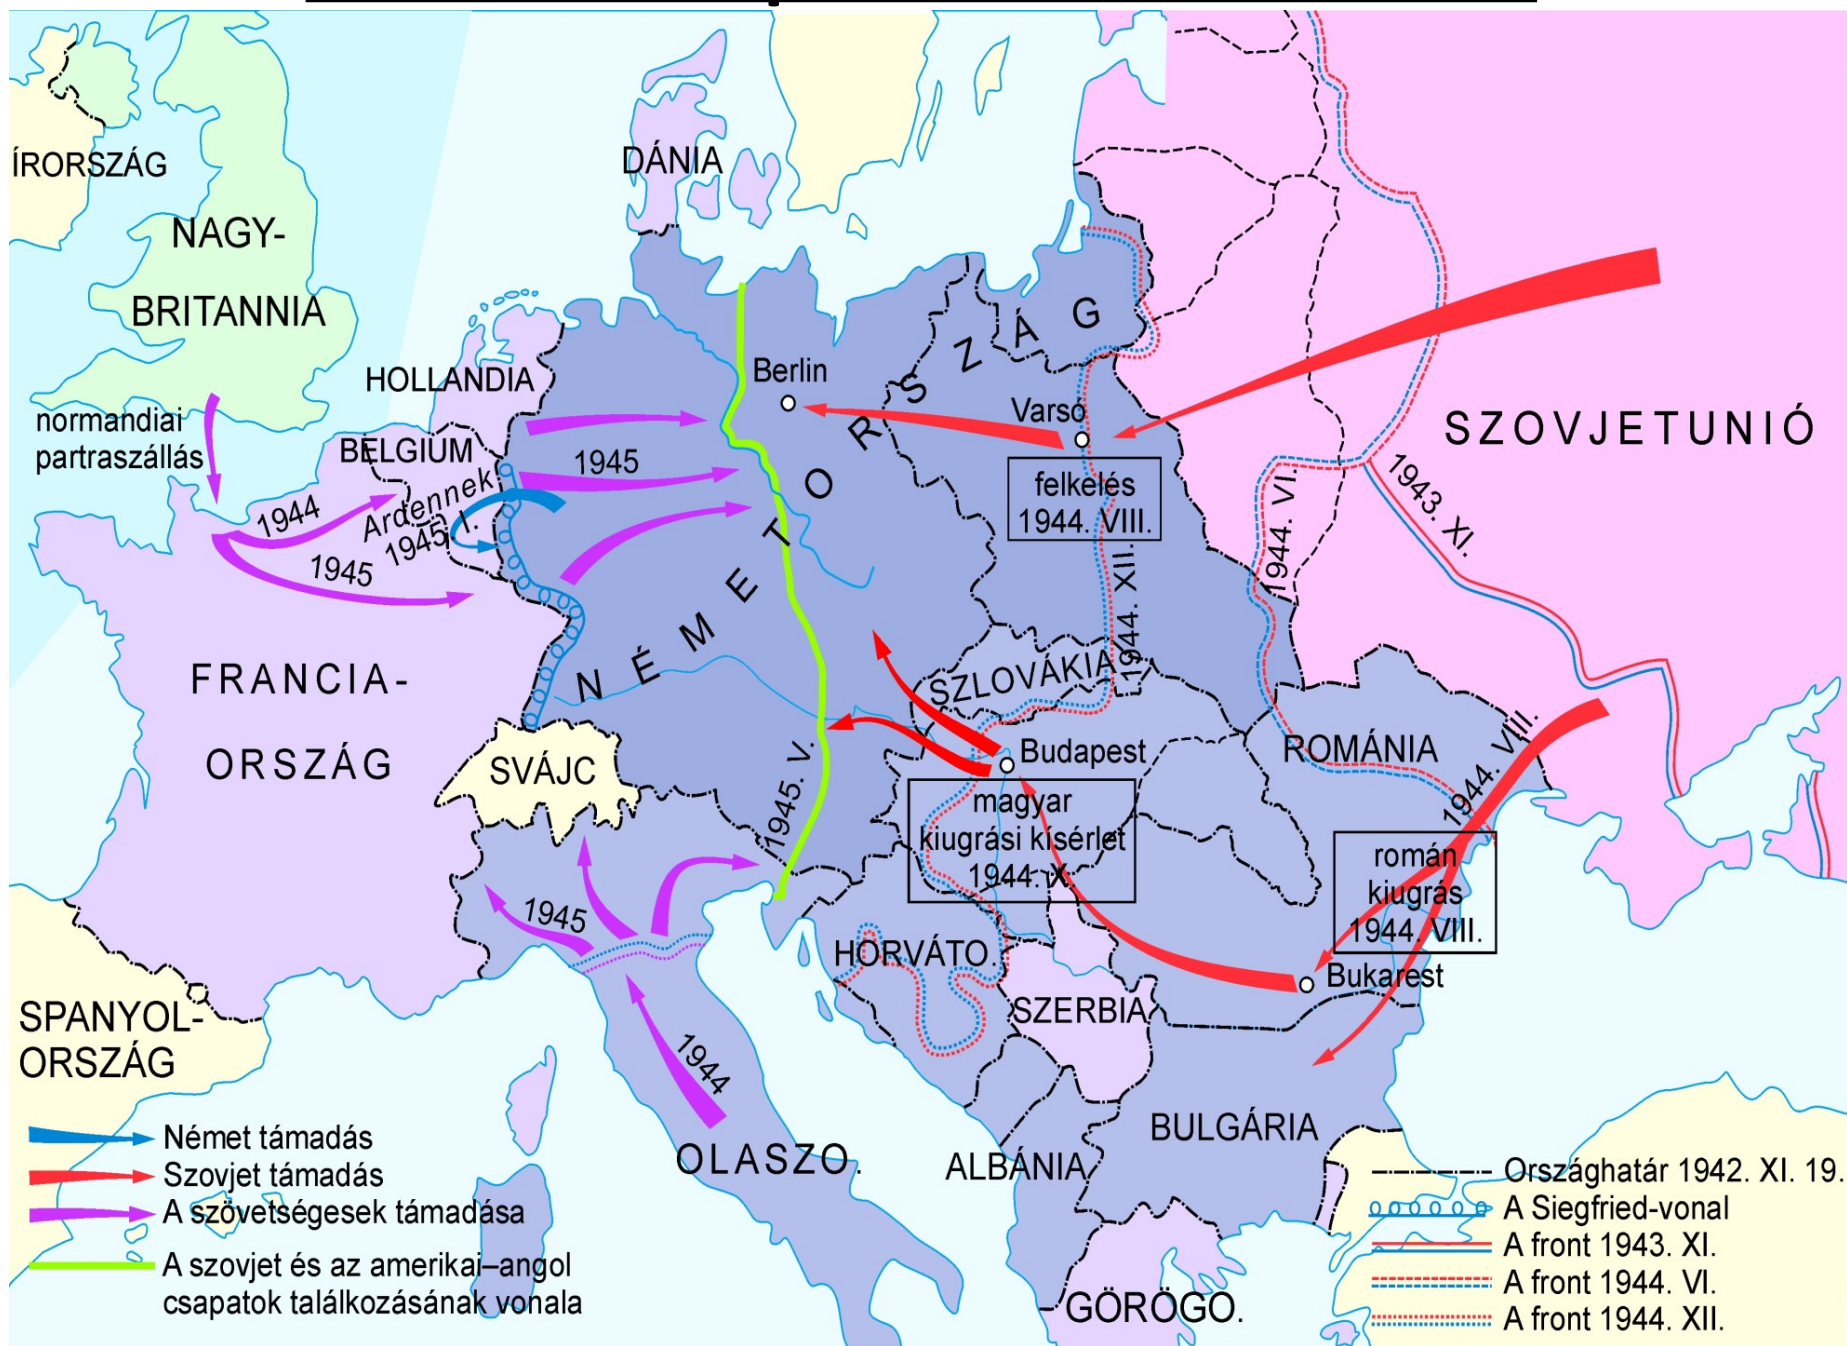 ÍRORSZÁG
NAGY-
BRITANNIA
DÁNIA
HOLLANDIA
BELGIUM
normandiai
partraszállás
Ardennek
1945. I.
1944
1945
1945
Berlin
Varsó
felkelés
1944. VIII.
NÉMETORSZÁG
SZOVJETUNIÓ
1943. XI.
1944. VI.
1944. XII.
FRANCIA-
ORSZÁG
SVÁJC
SZLOVÁKIA
Budapest
magyar
kiugrási kísérlet
1944. X.
ROMÁNIA
1944. VIII.
román
kiugrás
1944. VIII.
Bukarest
1945. V.
1945
HORVÁTO.
SZERBIA
SPANYOL-
ORSZÁG
1944
OLASZO.
ALBÁNIA
BULGÁRIA
GÖRÖGO.
Német támadás
Szovjet támadás
A szövetségesek támadása
A szovjet és az amerikai–angol
csapatok találkozásának vonala
Országhatár 1942. XI. 19.
A Siegfried-vonal
A front 1943. XI.
A front 1944. VI.
A front 1944. XII.